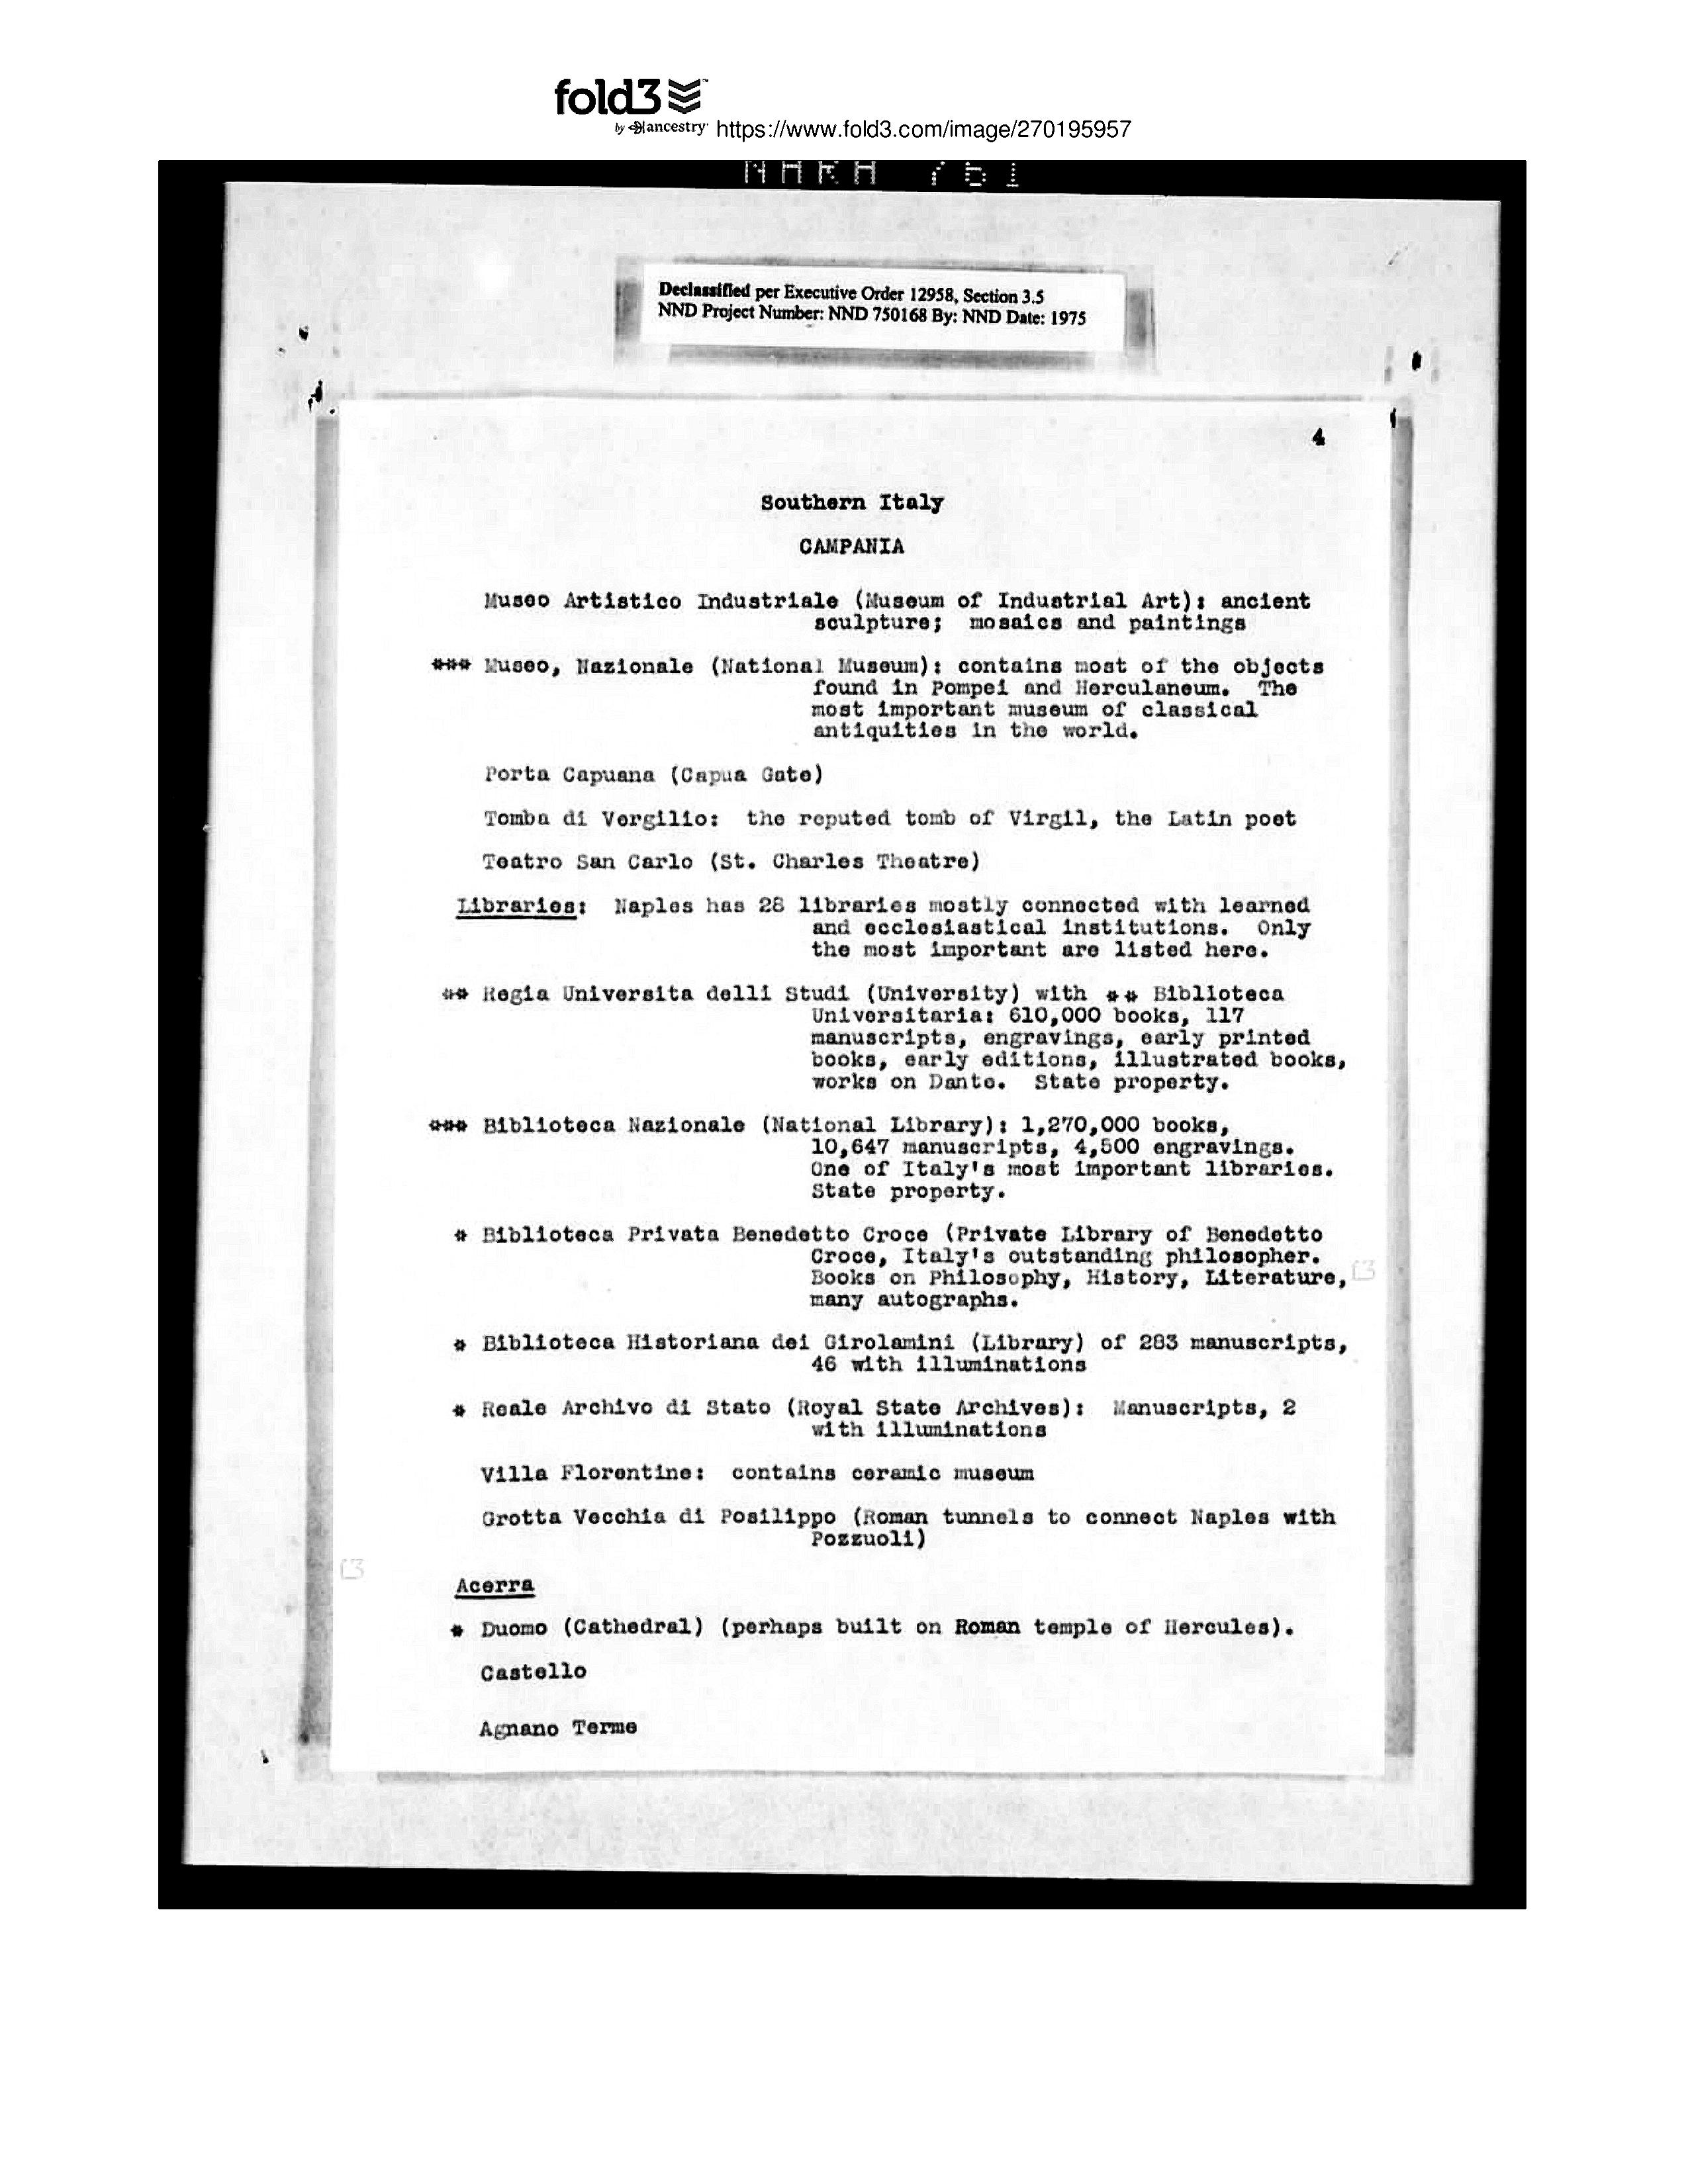 fold3
by ancestry https://www.fold3.com/image/270195957
NARA 761
Declassified per Executive Order 12958, Section 3.5
NND Project Number: NND 750168 By: NND Date: 1975
4
Southern Italy
CAMPANIA
Museo Artistico Industriale (Museum of Industrial Art): ancient
sculpture; mosaics and paintings
*** Museo, Nazionale (National Museum): contains most of the objects
found in Pompei and Herculaneum. The
most important museum of classical
antiquities in the world.
Porta Capuana (Capua Gate)
Tomba di Vergilio: the reputed tomb of Virgil, the Latin poet
Teatro San Carlo (St. Charles Theatre)
Libraries: Naples has 28 libraries mostly connected with learned
and ecclesiastical institutions. Only
the most important are listed here.
** Regia Universita delli Studi (University) with ** Biblioteca
Universitaria: 610,000 books, 117
manuscripts, engravings, early printed
books, early editions, illustrated books,
works on Dante. State property.
*** Biblioteca Nazionale (National Library): 1,270,000 books,
10,647 manuscripts, 4,500 engravings.
One of Italy's most important libraries.
State property.
* Biblioteca Privata Benedetto Croce (Private Library of Benedetto
Croce, Italy's outstanding philosopher.
Books on Philosophy, History, Literature,
many autographs.
* Biblioteca Historiana dei Girolamini (Library) of 283 manuscripts,
46 with illuminations
* Reale Archivo di Stato (Royal State Archives): Manuscripts, 2
with illuminations
Villa Florentine: contains ceramic museum
Grotta Vecchia di Posilippo (Roman tunnels to connect Naples with
Pozzuoli)
Acerra
* Duomo (Cathedral) (perhaps built on Roman temple of Hercules).
Castello
Agnano Terme